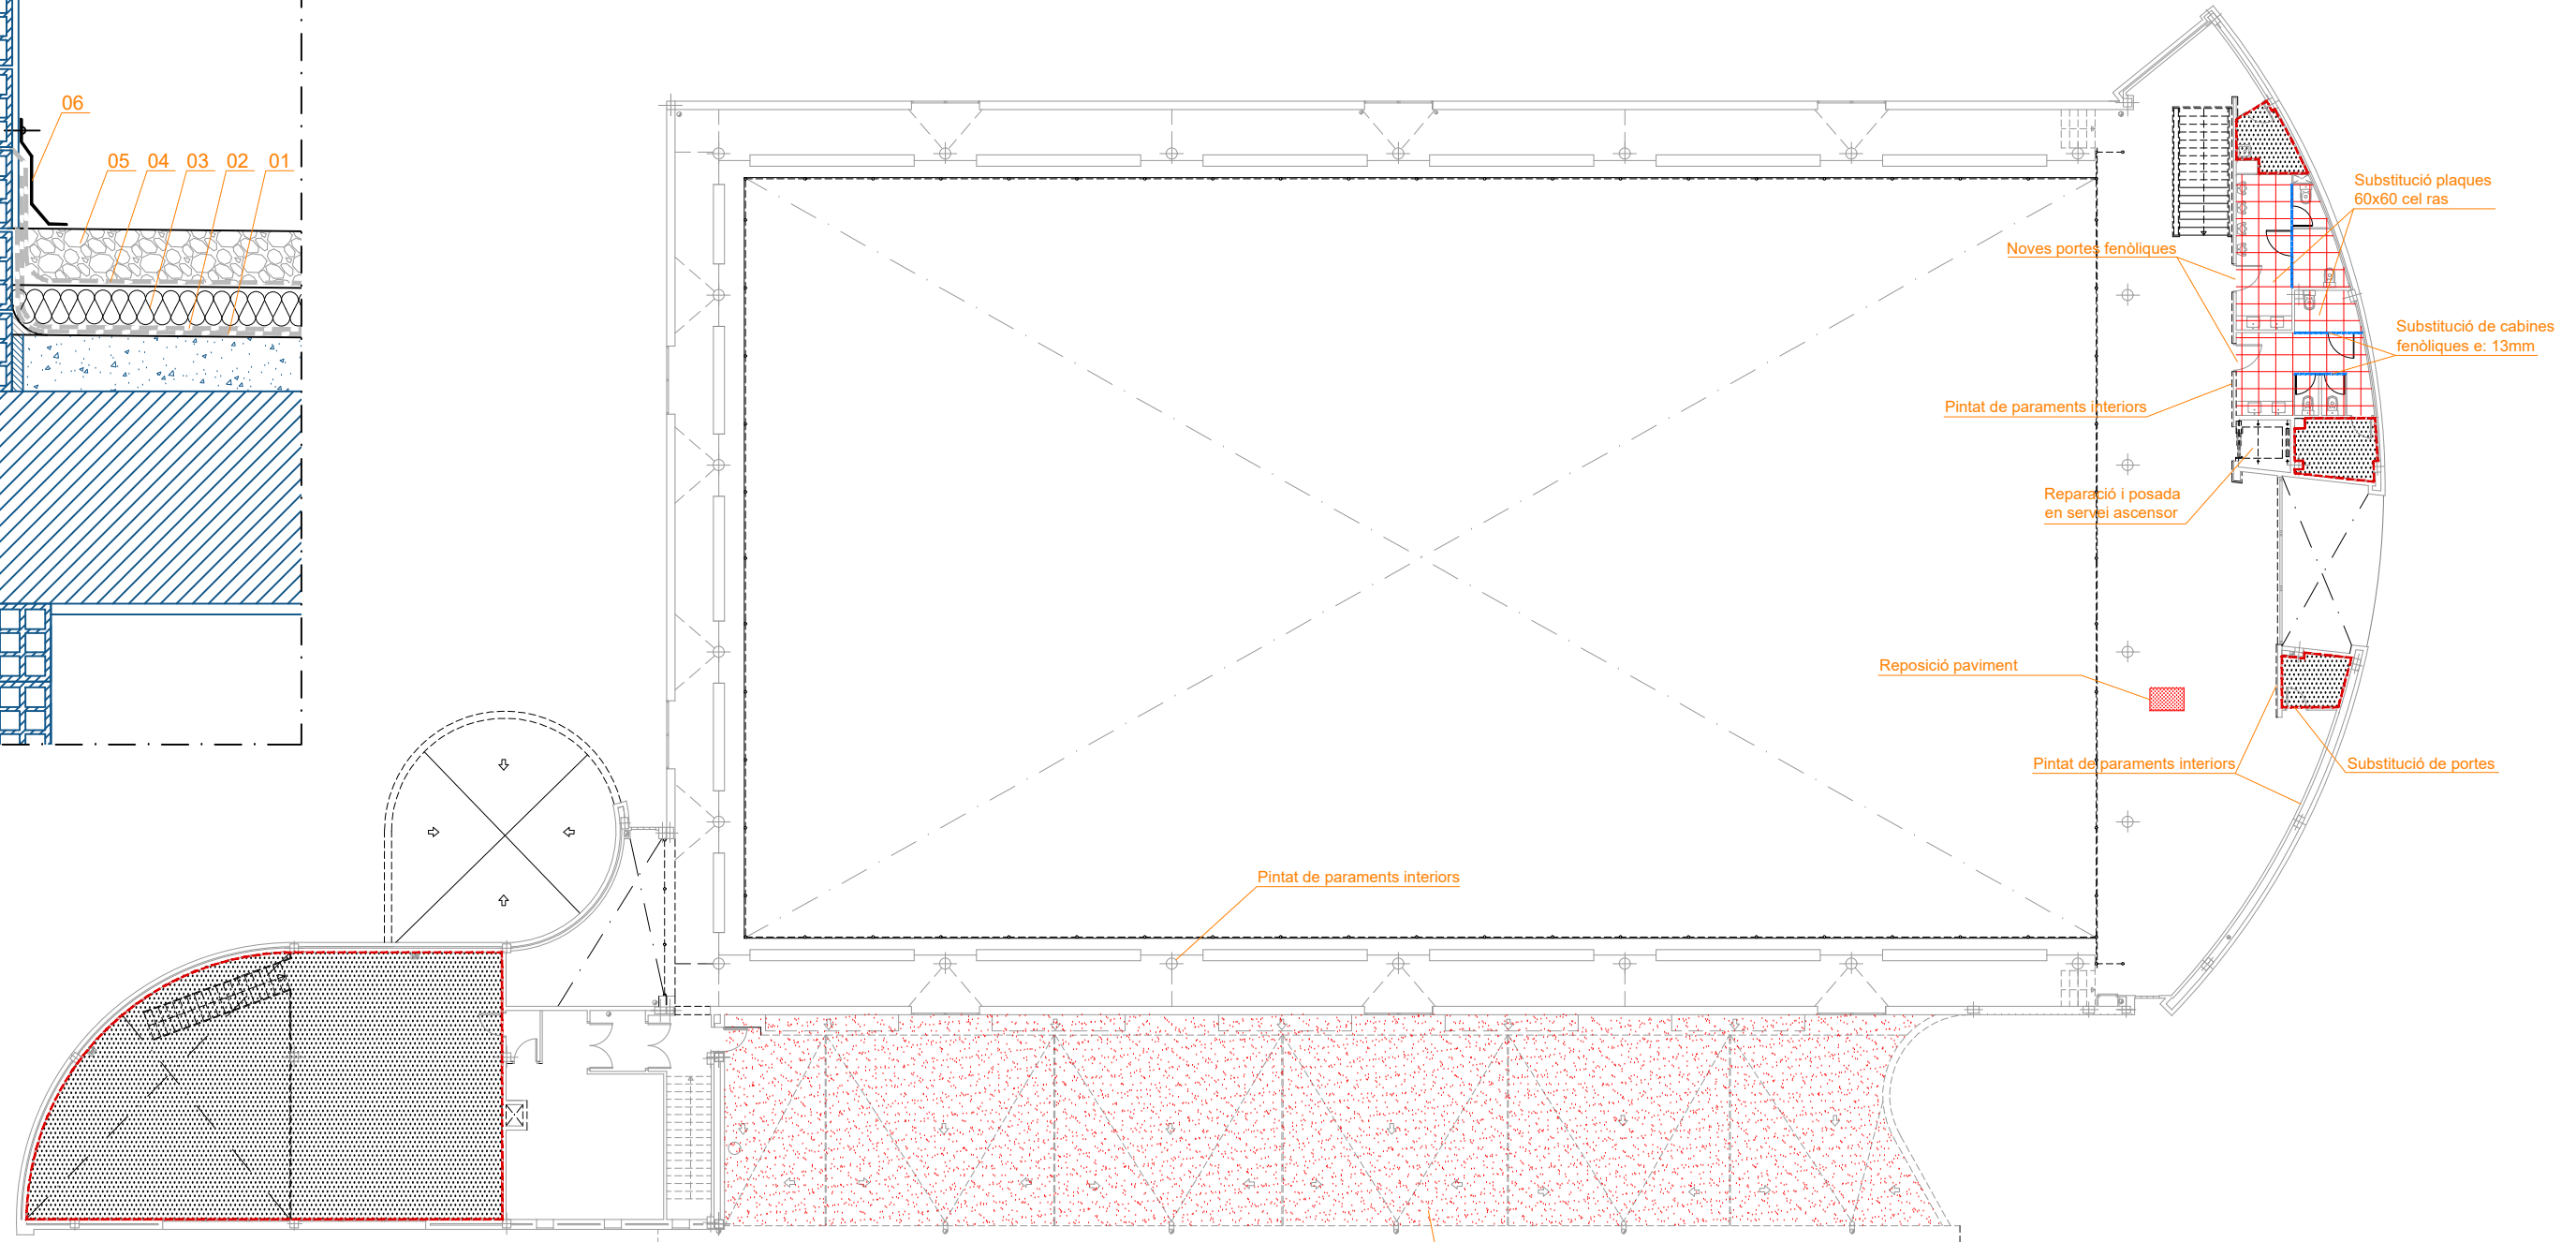 06
05 04 03 02 01
Substitució plaques
60x60 cel ras
Noves portes fenòliques
Substitució de cabines
fenòliques e: 13mm
Pintat de paraments interiors
Reparació i posada
en servei ascensor
Reposició paviment
Pintat de paraments interiors
Substitució de portes
Pintat de paraments interiors